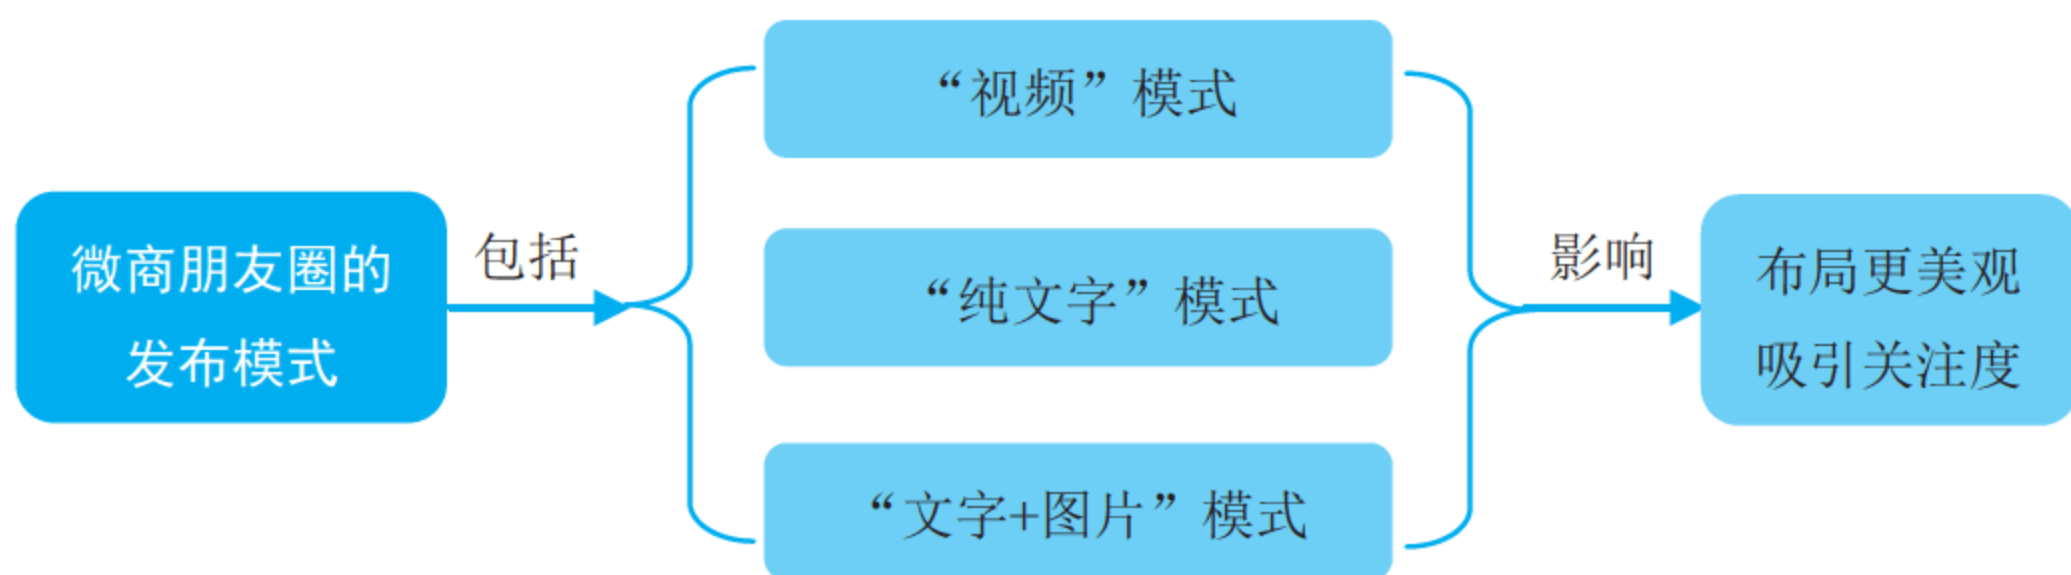 微商朋友圈的
发布模式
包括
“视频”模式
“纯文字”模式
“文字+图片”模式
影响
布局更美观
吸引关注度